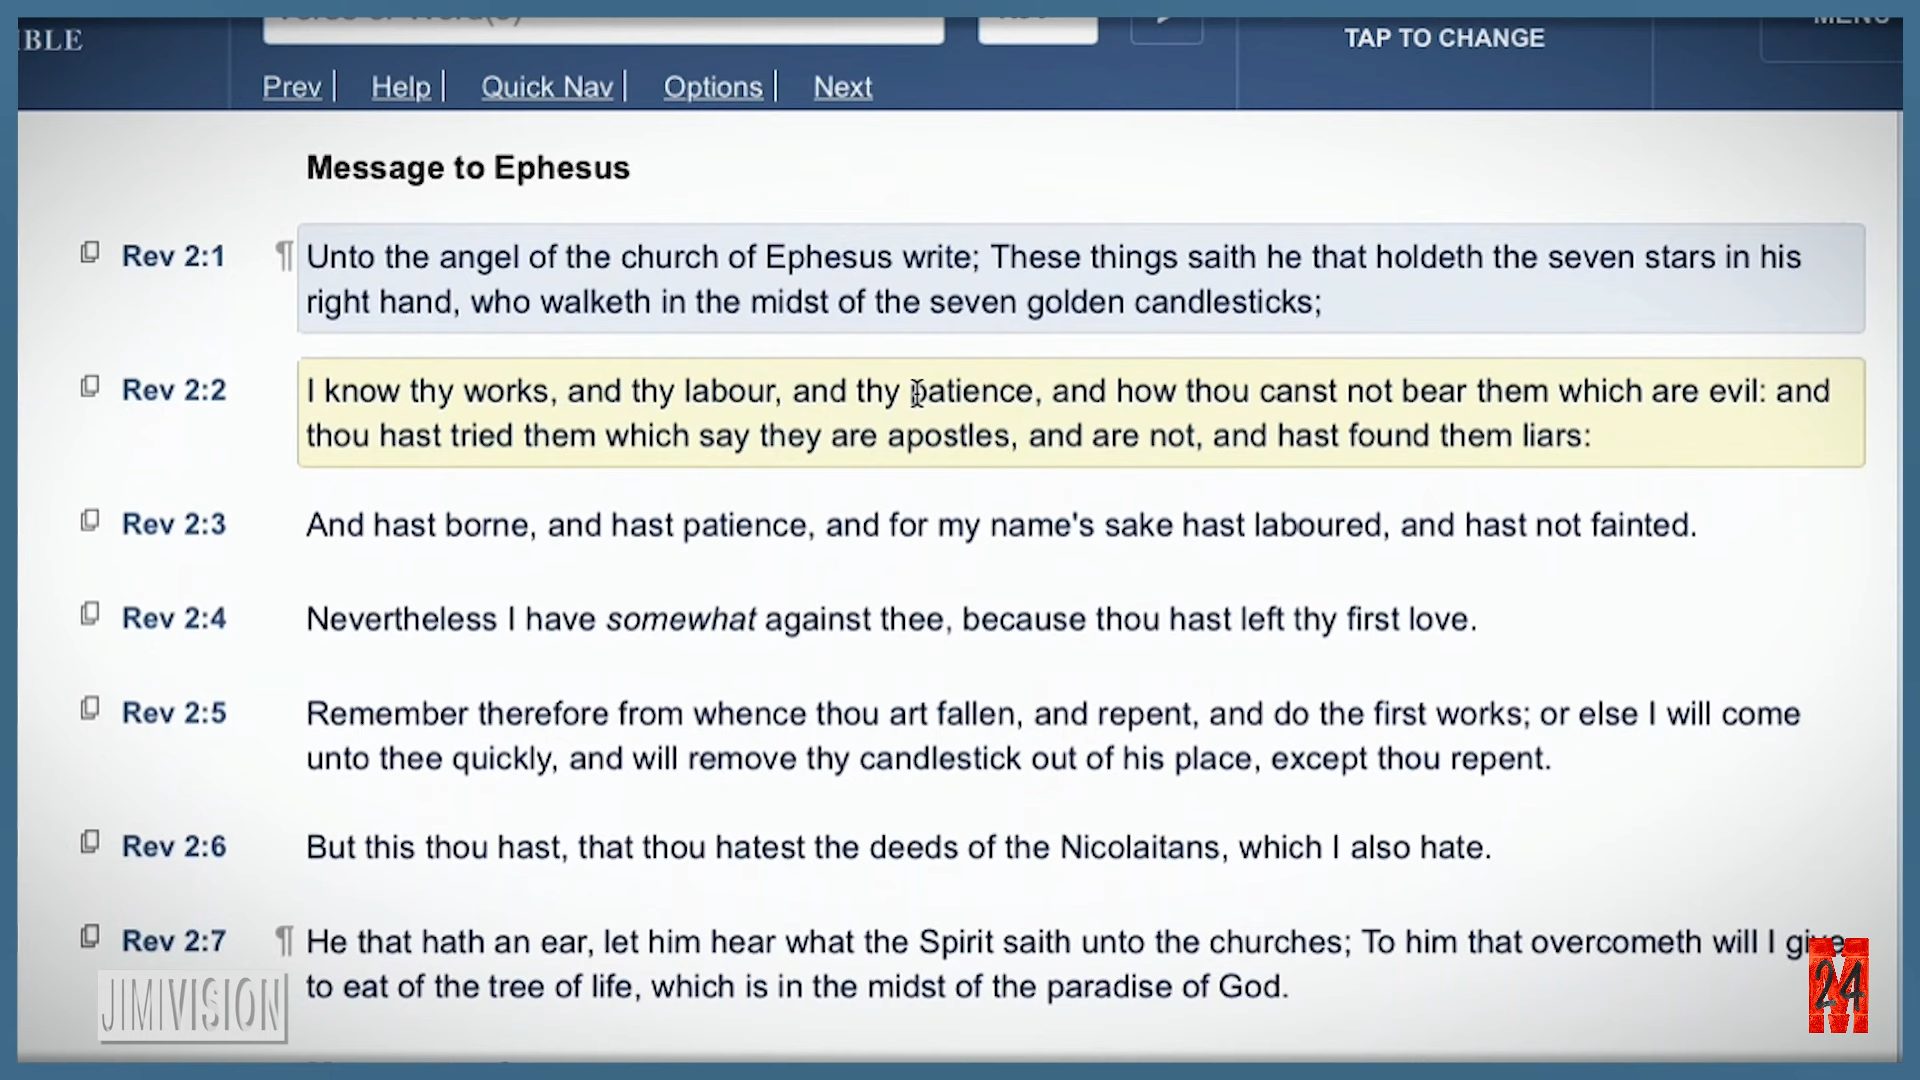 BLE
TAP TO CHANGE
MENU
Prev | Help | Quick Nav | Options | Next
Message to Ephesus
Rev 2:1 ¶ Unto the angel of the church of Ephesus write; These things saith he that holdeth the seven stars in his
right hand, who walketh in the midst of the seven golden candlesticks;
Rev 2:2 I know thy works, and thy labour, and thy patience, and how thou canst not bear them which are evil: and
thou hast tried them which say they are apostles, and are not, and hast found them liars:
Rev 2:3 And hast borne, and hast patience, and for my name's sake hast laboured, and hast not fainted.
Rev 2:4 Nevertheless I have somewhat against thee, because thou hast left thy first love.
Rev 2:5 Remember therefore from whence thou art fallen, and repent, and do the first works; or else I will come
unto thee quickly, and will remove thy candlestick out of his place, except thou repent.
Rev 2:6 But this thou hast, that thou hatest the deeds of the Nicolaitans, which I also hate.
Rev 2:7 ¶ He that hath an ear, let him hear what the Spirit saith unto the churches; To him that overcometh will I give
to eat of the tree of life, which is in the midst of the paradise of God.
JIMIVISION
M 24